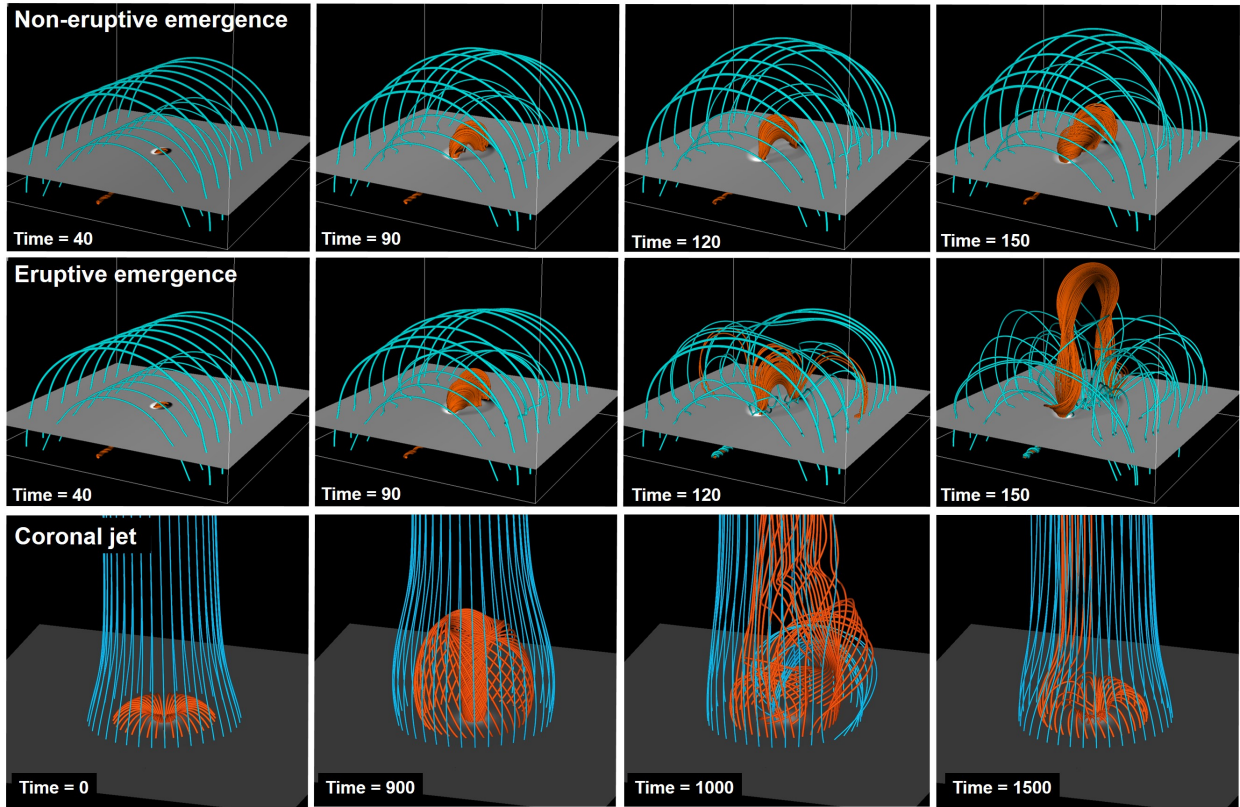 Non-eruptive emergence
Time = 40
Time = 90
Time = 120
Time = 150
Eruptive emergence
Time = 40
Time = 90
Time = 120
Time = 150
Coronal jet
Time = 0
Time = 900
Time = 1000
Time = 1500